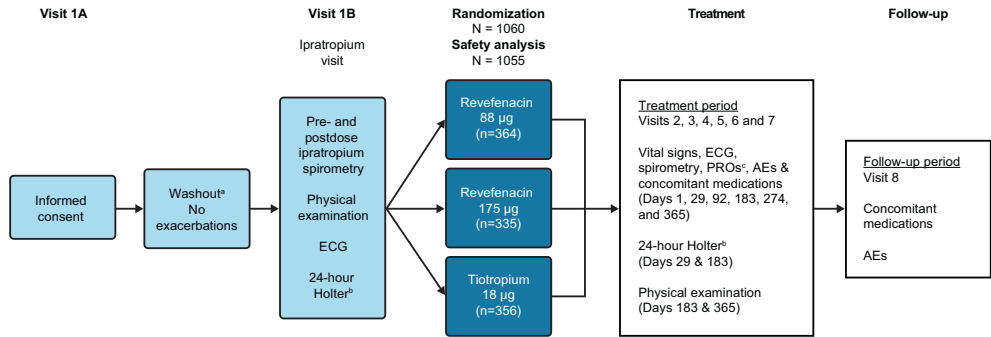 Visit 1A
Informed
consent
Washoutᵃ
No
exacerbations
Visit 1B
Ipratropium
visit
Pre- and
postdose
ipratropium
spirometry
Physical
examination
ECG
24-hour
Holterᵇ
Randomization
N = 1060
Safety analysis
N = 1055
Revefenacin
88 µg
(n=364)
Revefenacin
175 µg
(n=335)
Tiotropium
18 µg
(n=356)
Treatment
Treatment period
Visits 2, 3, 4, 5, 6 and 7
Vital signs, ECG,
spirometry, PROsᶜ, AEs &
concomitant medications
(Days 1, 29, 92, 183, 274,
and 365)
24-hour Holterᵇ
(Days 29 & 183)
Physical examination
(Days 183 & 365)
Follow-up
Follow-up period
Visit 8
Concomitant
medications
AEs